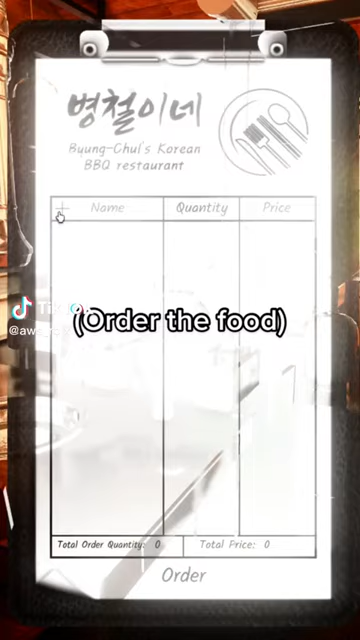 병철이네
Byung-Chul's Korean
BBQ restaurant
+ Name Quantity Price
(Order the food)
Total Order Quantity: 0 Total Price: 0
Order